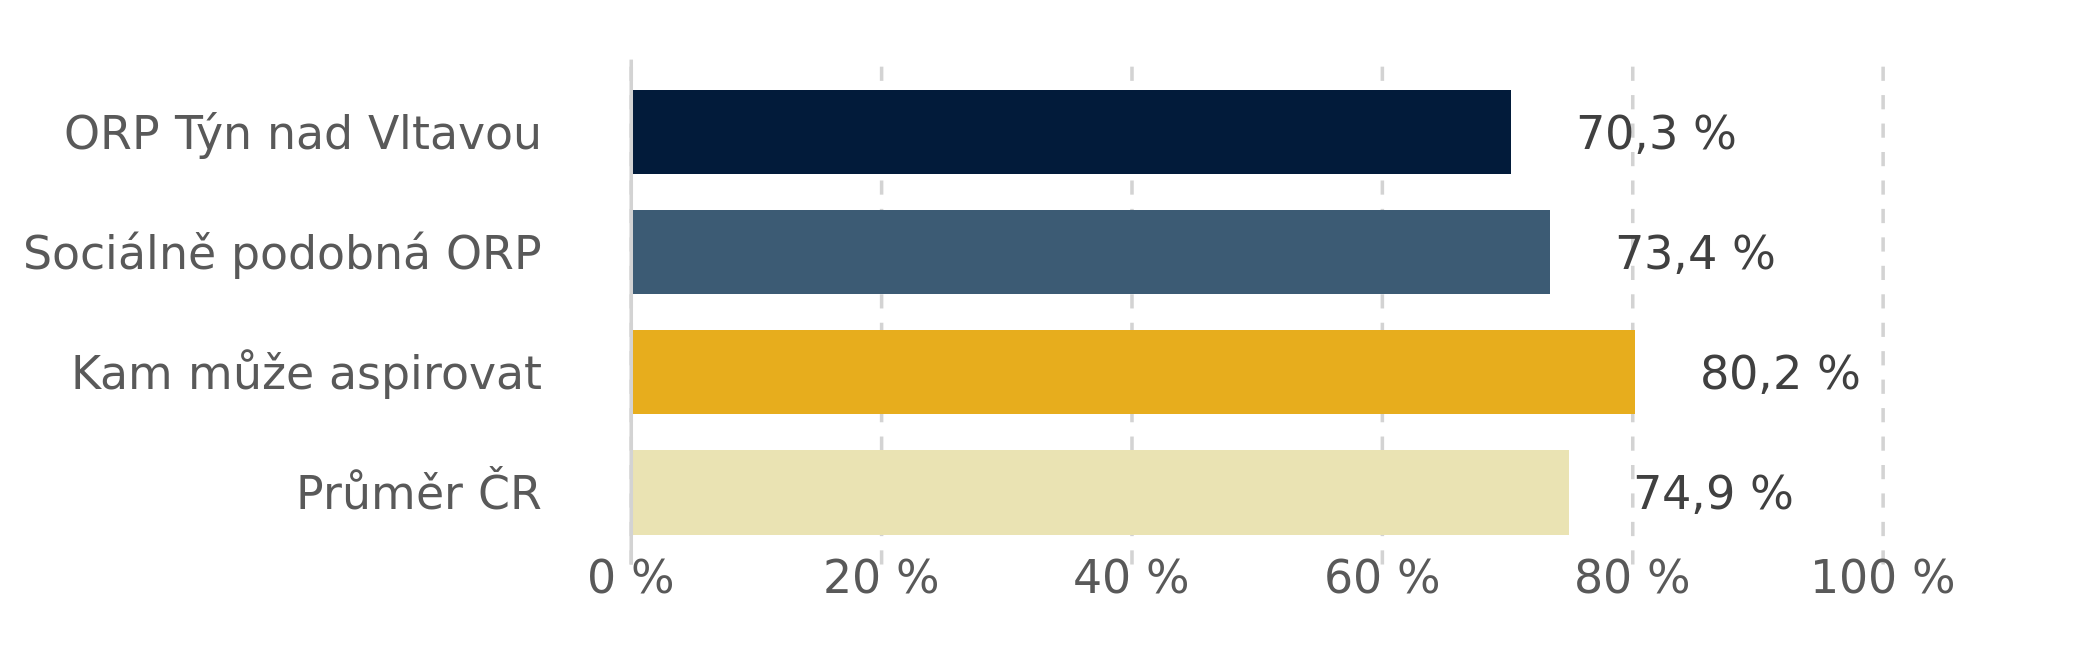 ORP Týn nad Vltavou 70,3 %
Sociálně podobná ORP 73,4 %
Kam může aspirovat 80,2 %
Průměr ČR 74,9 %
0 % 20 % 40 % 60 % 80 % 100 %